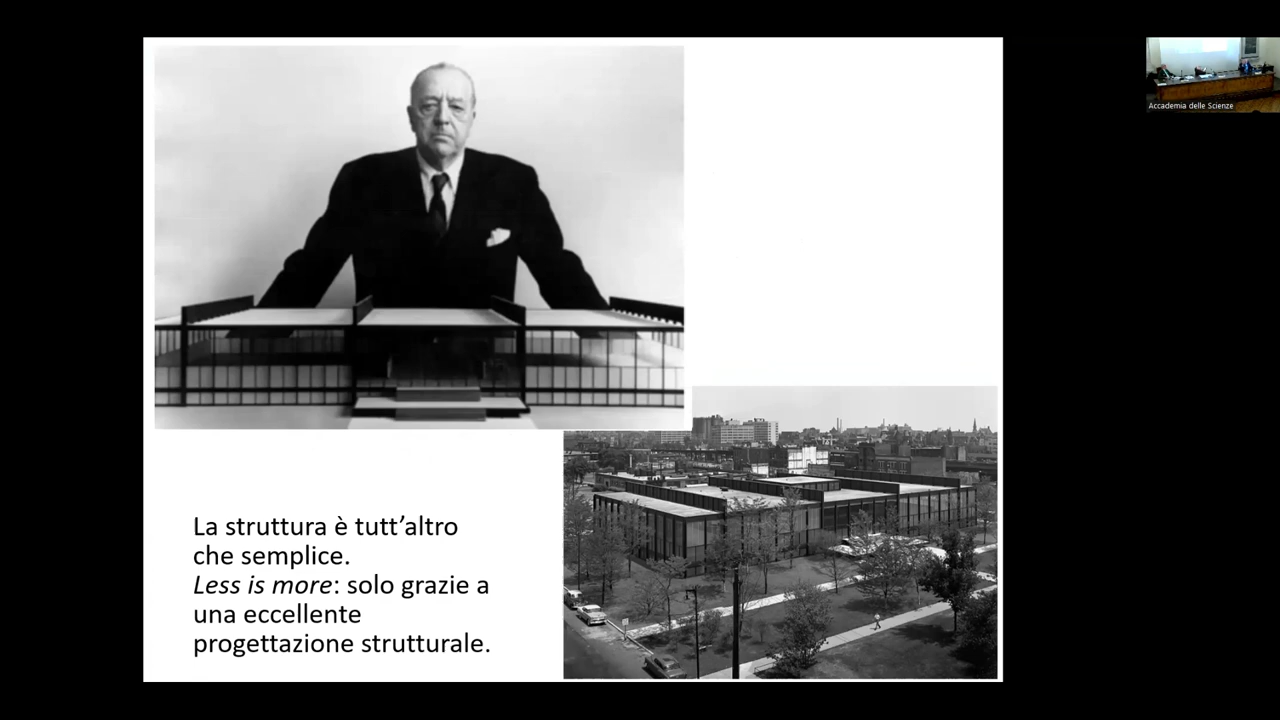 Accademia delle Scienze
La struttura è tutt’altro
che semplice.
Less is more: solo grazie a
una eccellente
progettazione strutturale.